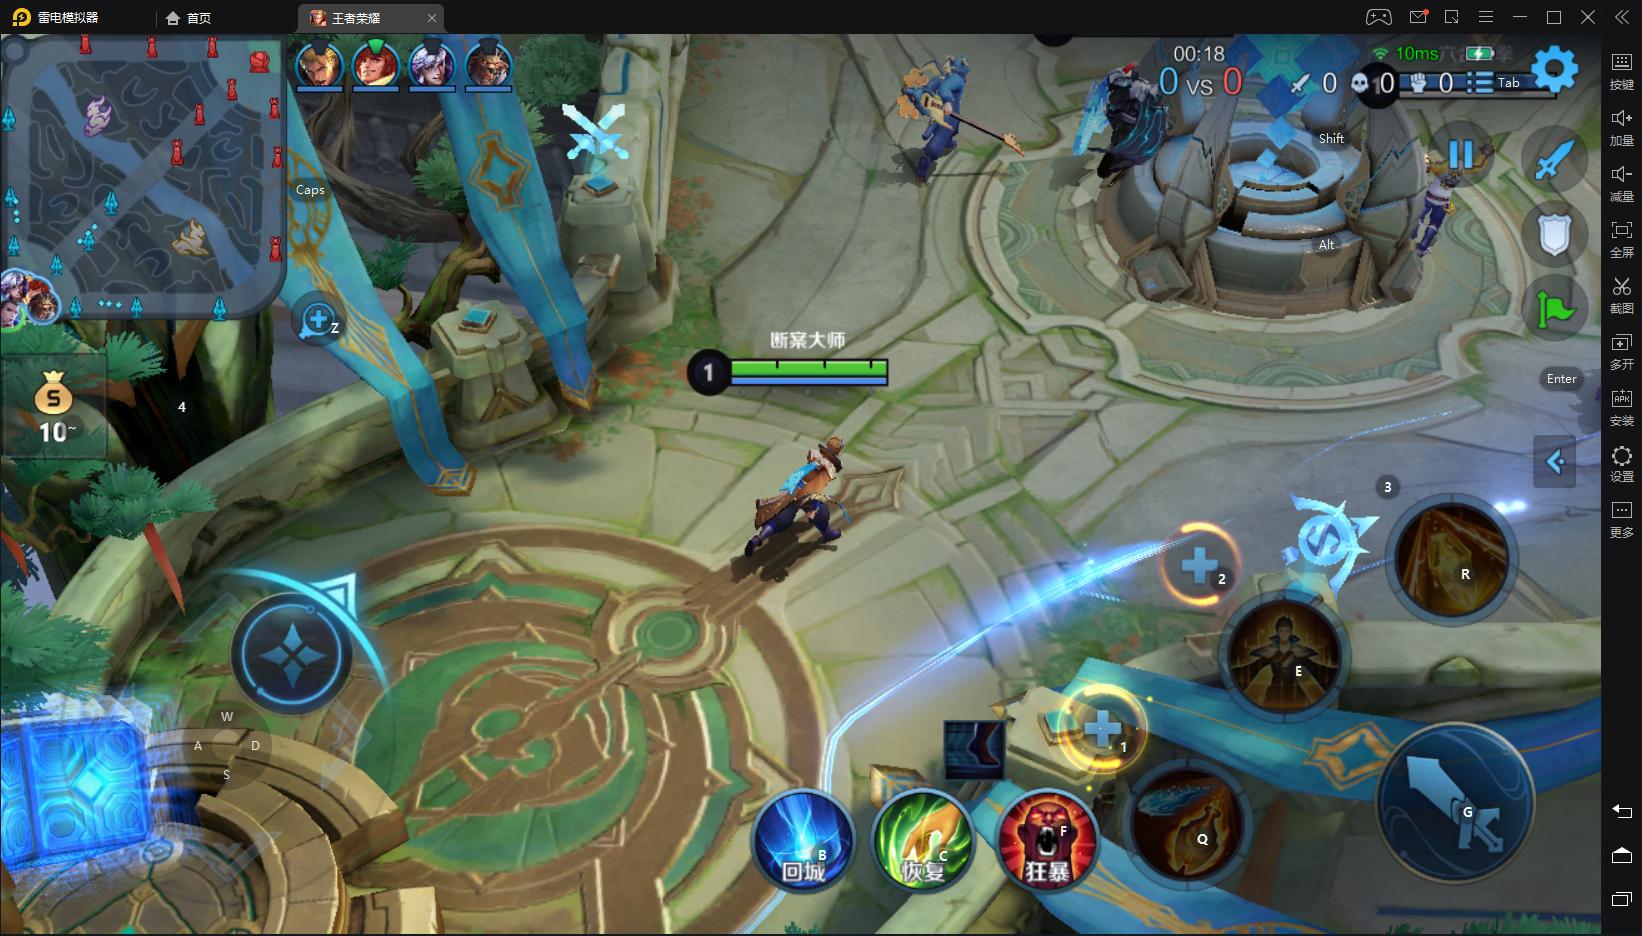 雷电模拟器
首页
王者荣耀
00:18
10ms
0 VS 0
0
0
0
Tab
Shift
Caps
Alt
Z
断案大师
1
10
4
Enter
3
2
R
E
1
W
A
D
S
B
回城
C
恢复
F
狂暴
Q
G
按键
加量
减量
全屏
截图
多开
APK
安装
设置
更多